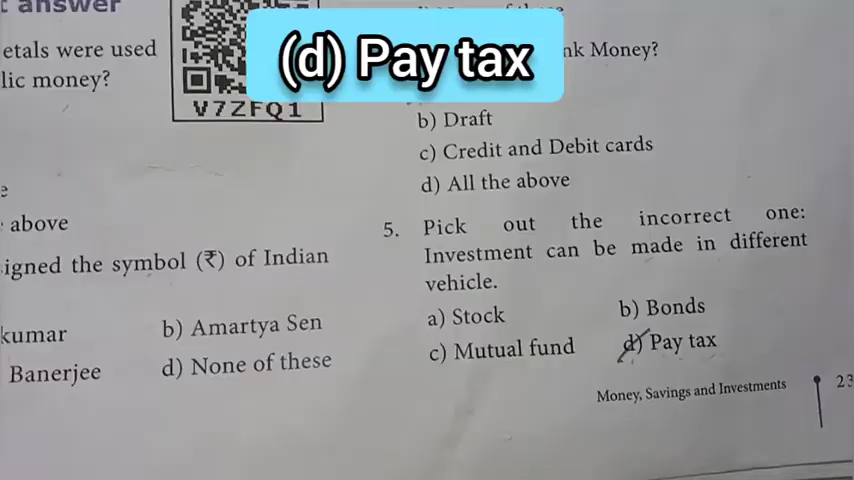 answer
etals were used
lic money?
V7ZFQ1
above
igned the symbol (₹) of Indian
kumar
b) Amartya Sen
Banerjee
d) None of these
(d) Pay tax
nk Money?
b) Draft
c) Credit and Debit cards
d) All the above
5. Pick out the incorrect one:
Investment can be made in different
vehicle.
a) Stock
b) Bonds
c) Mutual fund
d) Pay tax
Money, Savings and Investments
23